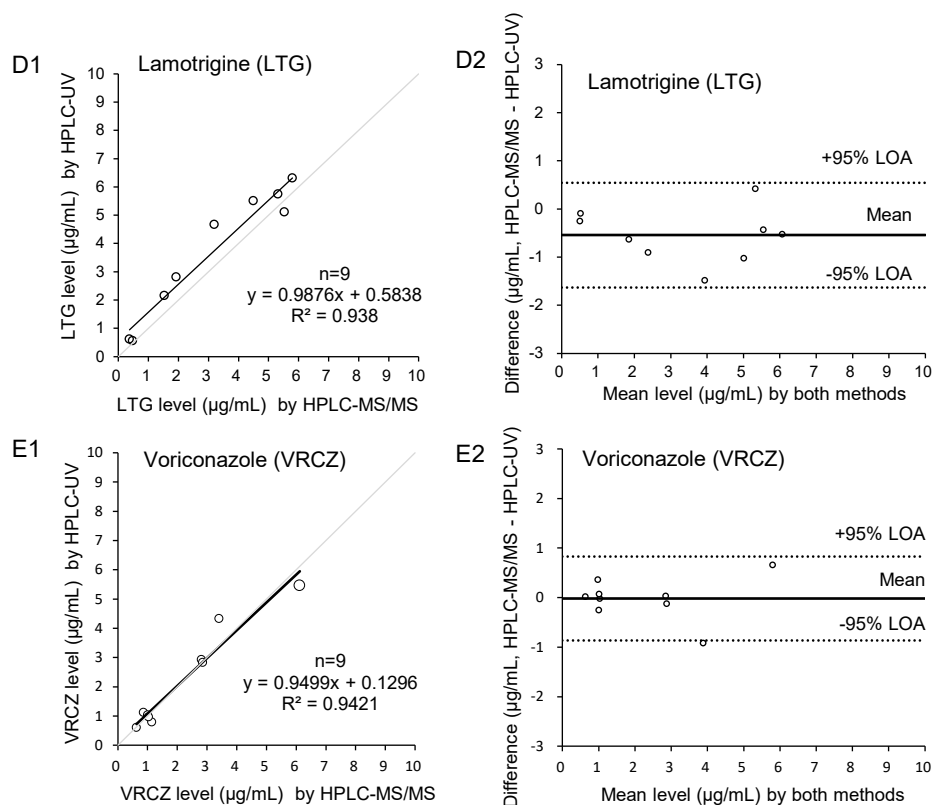 D1
Lamotrigine (LTG)
LTG level (µg/mL) by HPLC-UV
10
9
8
7
6
5
4
3
2
1
0
n=9
y = 0.9876x + 0.5838
R² = 0.938
0 1 2 3 4 5 6 7 8 9 10
LTG level (µg/mL) by HPLC-MS/MS
D2
Lamotrigine (LTG)
Difference (µg/mL, HPLC-MS/MS - HPLC-UV)
3
2
1
0
-1
-2
-3
+95% LOA
Mean
-95% LOA
0 1 2 3 4 5 6 7 8 9 10
Mean level (µg/mL) by both methods
E1
Voriconazole (VRCZ)
VRCZ level (µg/mL) by HPLC-UV
10
9
8
7
6
5
4
3
2
1
0
n=9
y = 0.9499x + 0.1296
R² = 0.9421
0 1 2 3 4 5 6 7 8 9 10
VRCZ level (µg/mL) by HPLC-MS/MS
E2
Voriconazole (VRCZ)
Difference (µg/mL, HPLC-MS/MS - HPLC-UV)
3
2
1
0
-1
-2
-3
+95% LOA
Mean
-95% LOA
0 1 2 3 4 5 6 7 8 9 10
Mean level (µg/mL) by both methods